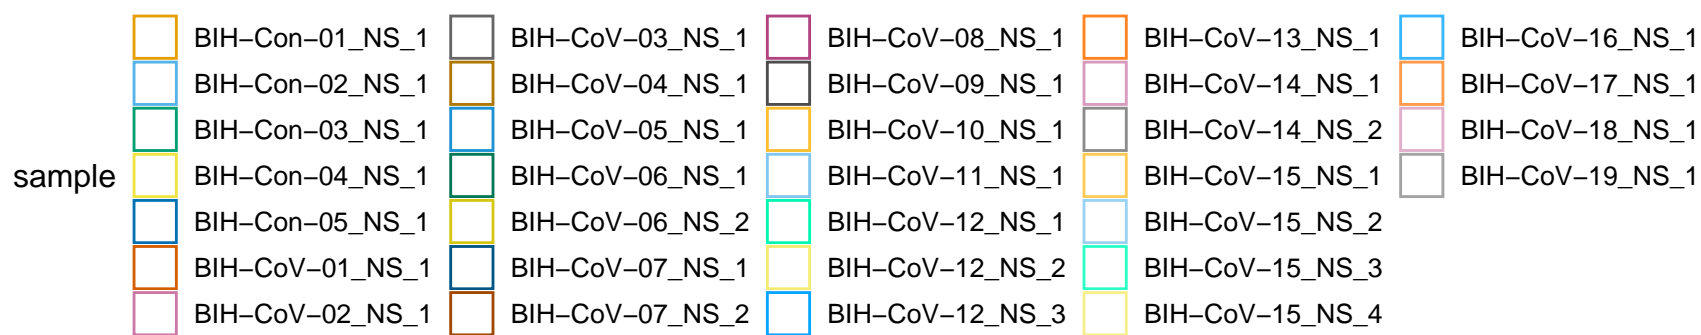 sample
BIH−Con−01_NS_1
BIH−Con−02_NS_1
BIH−Con−03_NS_1
BIH−Con−04_NS_1
BIH−Con−05_NS_1
BIH−CoV−01_NS_1
BIH−CoV−02_NS_1
BIH−CoV−03_NS_1
BIH−CoV−04_NS_1
BIH−CoV−05_NS_1
BIH−CoV−06_NS_1
BIH−CoV−06_NS_2
BIH−CoV−07_NS_1
BIH−CoV−07_NS_2
BIH−CoV−08_NS_1
BIH−CoV−09_NS_1
BIH−CoV−10_NS_1
BIH−CoV−11_NS_1
BIH−CoV−12_NS_1
BIH−CoV−12_NS_2
BIH−CoV−12_NS_3
BIH−CoV−13_NS_1
BIH−CoV−14_NS_1
BIH−CoV−14_NS_2
BIH−CoV−15_NS_1
BIH−CoV−15_NS_2
BIH−CoV−15_NS_3
BIH−CoV−15_NS_4
BIH−CoV−16_NS_1
BIH−CoV−17_NS_1
BIH−CoV−18_NS_1
BIH−CoV−19_NS_1